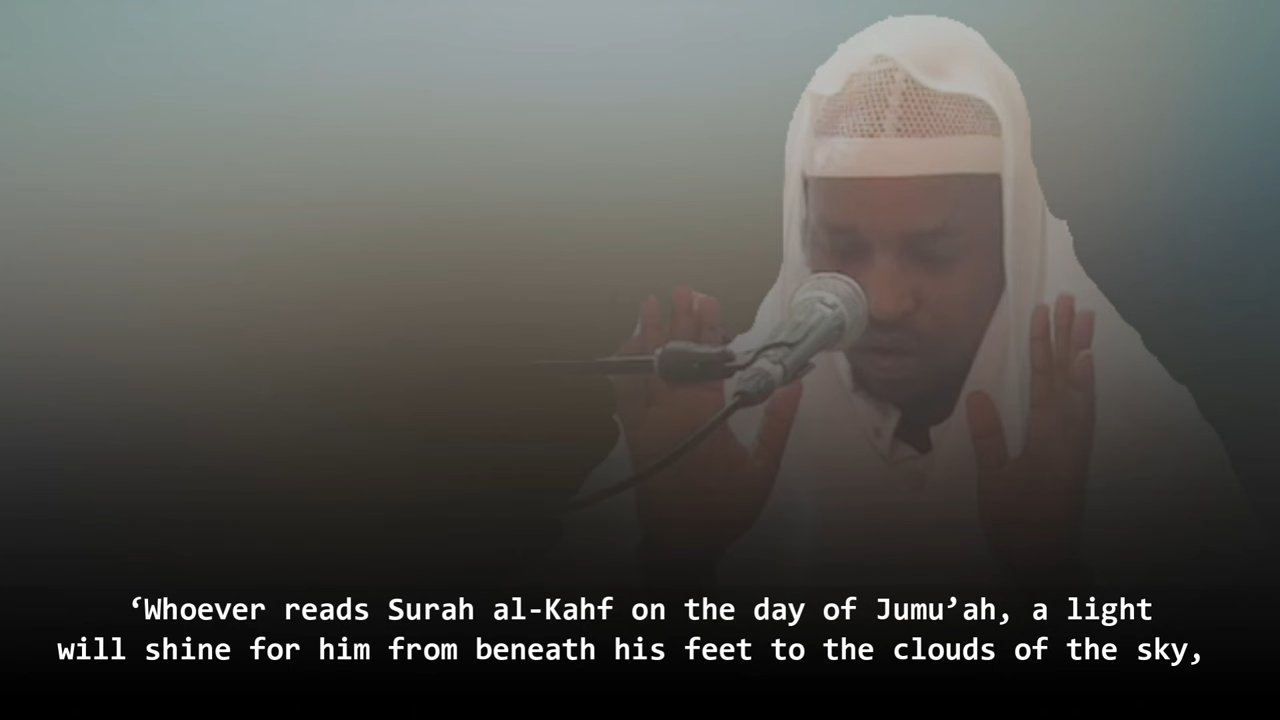 ‘Whoever reads Surah al-Kahf on the day of Jumu’ah, a light
will shine for him from beneath his feet to the clouds of the sky,